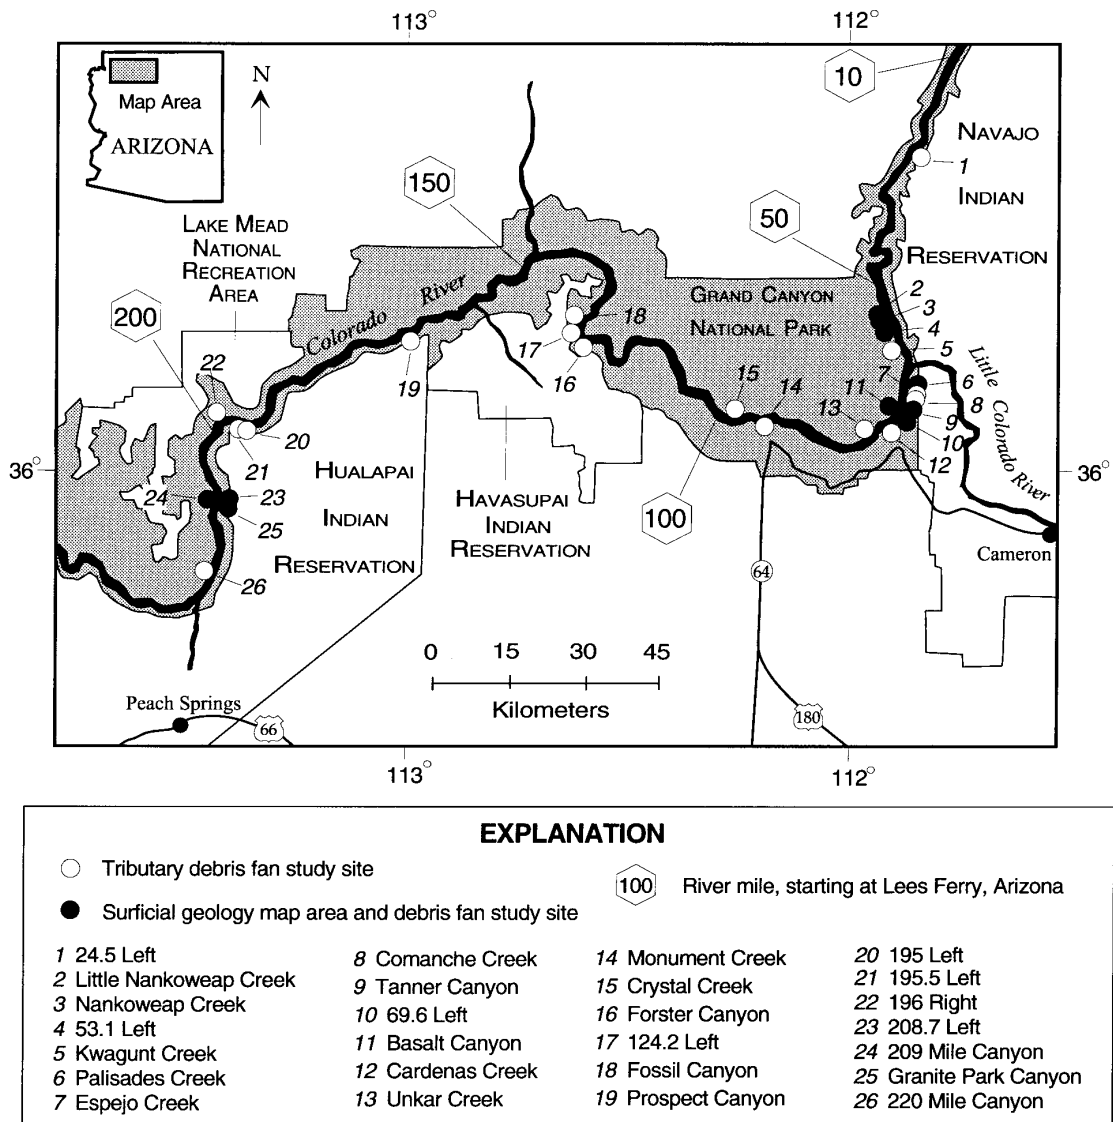 113°
112°
10
N
Map Area
ARIZONA
NAVAJO
1
INDIAN
150
50
LAKE MEAD
NATIONAL
RECREATION
AREA
RESERVATION
River
Colorado
GRAND CANYON
NATIONAL PARK
2
3
4
200
18
17
5
22
19
16
7
6
Little
Colorado River
15
14
11
13
8
9
20
10
21
12
36°
36°
HUALAPAI
INDIAN
RESERVATION
24
23
25
HAVASUPAI
INDIAN
RESERVATION
100
Cameron
26
64
0 15 30 45
Kilometers
Peach Springs
66
180
113°
112°
EXPLANATION
Tributary debris fan study site
Surficial geology map area and debris fan study site
100 River mile, starting at Lees Ferry, Arizona
1 24.5 Left
2 Little Nankoweap Creek
3 Nankoweap Creek
4 53.1 Left
5 Kwagunt Creek
6 Palisades Creek
7 Espejo Creek
8 Comanche Creek
9 Tanner Canyon
10 69.6 Left
11 Basalt Canyon
12 Cardenas Creek
13 Unkar Creek
14 Monument Creek
15 Crystal Creek
16 Forster Canyon
17 124.2 Left
18 Fossil Canyon
19 Prospect Canyon
20 195 Left
21 195.5 Left
22 196 Right
23 208.7 Left
24 209 Mile Canyon
25 Granite Park Canyon
26 220 Mile Canyon